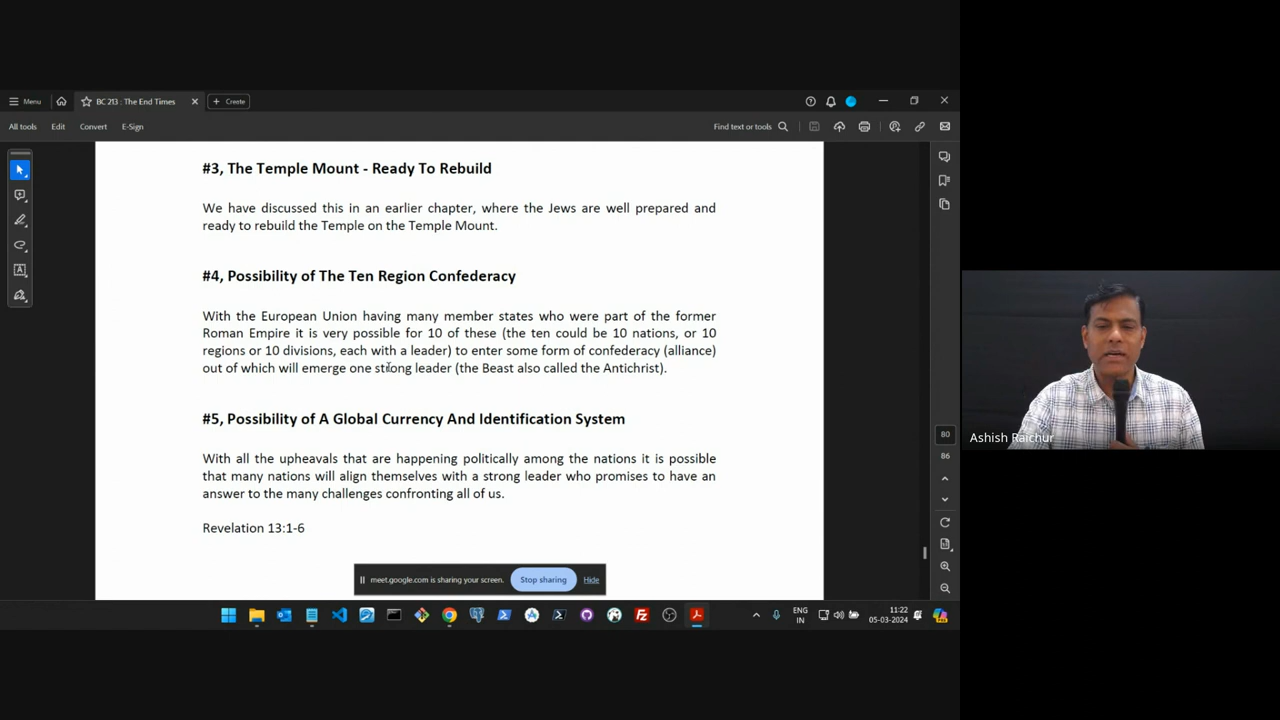 Menu
BC 213 : The End Times
Create
All tools
Edit
Convert
E-Sign
Find text or tools
#3, The Temple Mount - Ready To Rebuild
We have discussed this in an earlier chapter, where the Jews are well prepared and
ready to rebuild the Temple on the Temple Mount.
#4, Possibility of The Ten Region Confederacy
With the European Union having many member states who were part of the former
Roman Empire it is very possible for 10 of these (the ten could be 10 nations, or 10
regions or 10 divisions, each with a leader) to enter some form of confederacy (alliance)
out of which will emerge one strong leader (the Beast also called the Antichrist).
#5, Possibility of A Global Currency And Identification System
With all the upheavals that are happening politically among the nations it is possible
that many nations will align themselves with a strong leader who promises to have an
answer to the many challenges confronting all of us.
Revelation 13:1-6
80
86
Ashish Raichur
meet.google.com is sharing your screen.
Stop sharing
Hide
ENG
IN
11:22
05-03-2024